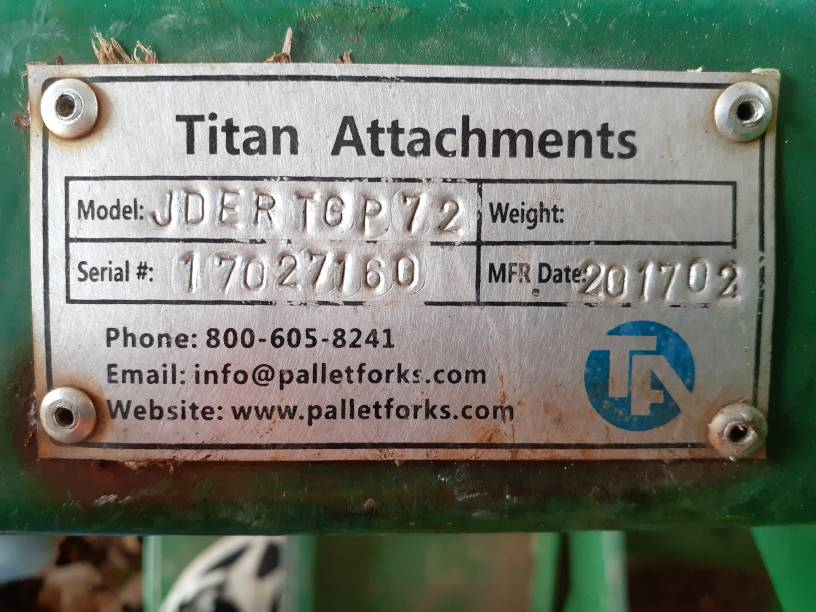 Titan Attachments
Model: JDERTGP72 Weight:
Serial #: 17027160 MFR Date: 201702
Phone: 800-605-8241
Email: info@palletforks.com
Website: www.palletforks.com
TA